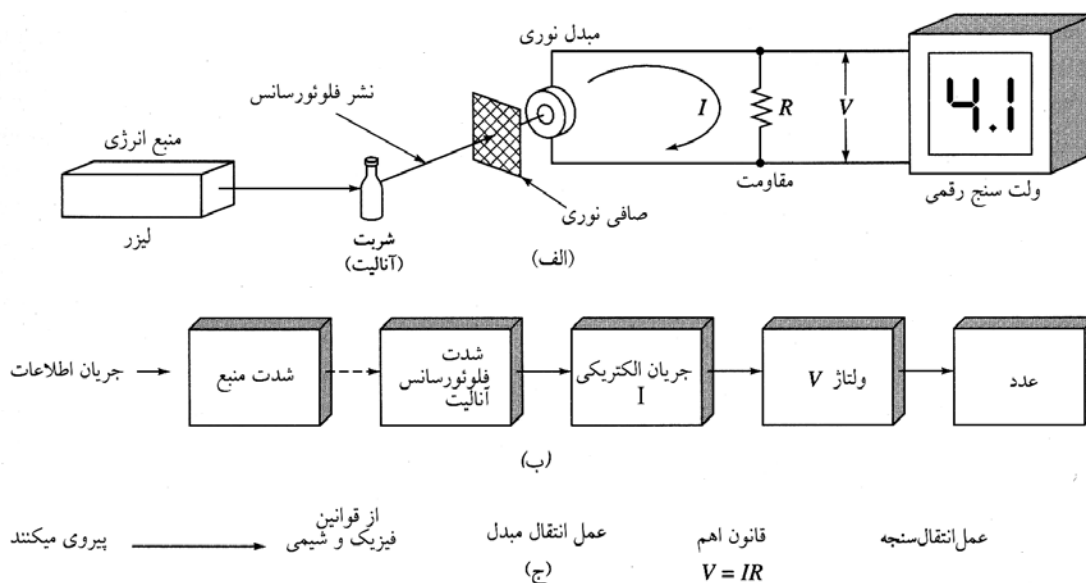 مبدل نوری
نشر فلوئورسانس
منبع انرژی
I
R
V
4.1
لیزر
شربت
(آنالیت)
صافی نوری
مقاومت
ولت سنج رقمی
(الف)
جریان اطلاعات
شدت منبع
شدت
فلوئورسانس
آنالیت
جریان الکتریکی
I
ولتاژ V
عدد
(ب)
پیروی میکنند
از قوانین
فیزیک و شیمی
عمل انتقال مبدل
قانون اهم
V = IR
عمل انتقال سنجه
(ج)